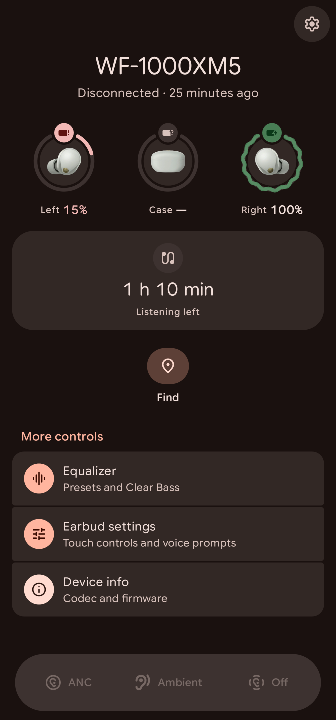 WF-1000XM5
Disconnected · 25 minutes ago
Left 15%
Case —
Right 100%
1 h 10 min
Listening left
Find
More controls
Equalizer
Presets and Clear Bass
Earbud settings
Touch controls and voice prompts
Device info
Codec and firmware
ANC
Ambient
Off